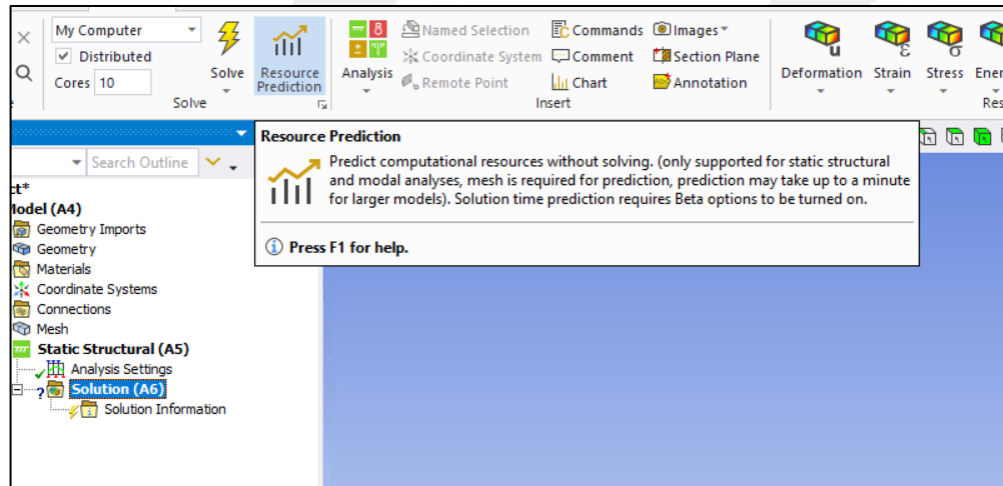 My Computer
Distributed
Cores 10
Solve
Resource
Prediction
Solve
Analysis
Named Selection
Coordinate System
Remote Point
Commands
Comment
Chart
Images
Section Plane
Annotation
Insert
Deformation
Strain
Stress
Ener
Res
Resource Prediction
Predict computational resources without solving. (only supported for static structural
and modal analyses, mesh is required for prediction, prediction may take up to a minute
for larger models). Solution time prediction requires Beta options to be turned on.
Press F1 for help.
Search Outline
ct*
Model (A4)
Geometry Imports
Geometry
Materials
Coordinate Systems
Connections
Mesh
Static Structural (A5)
Analysis Settings
Solution (A6)
Solution Information